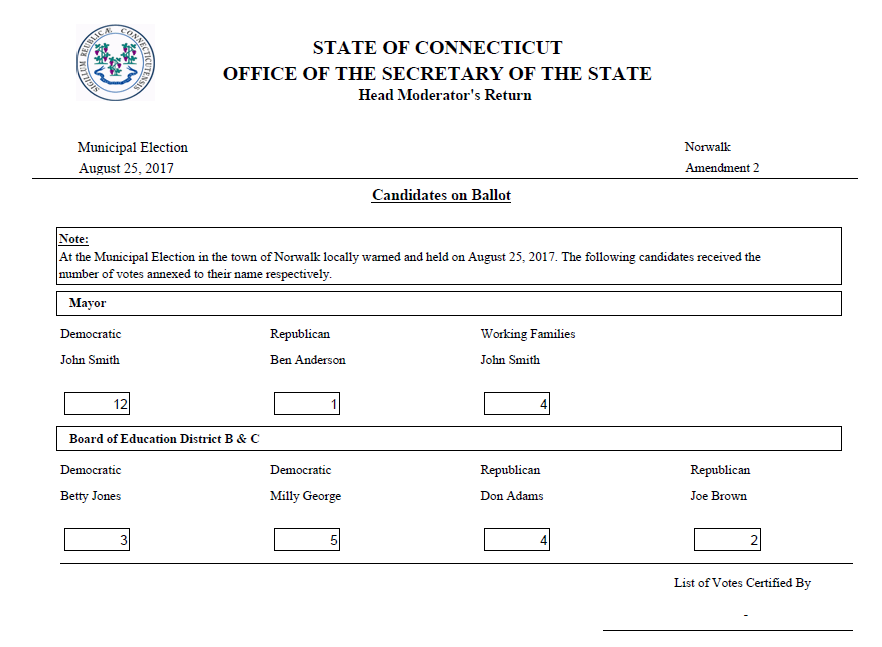 SIGILLUM REIPUBLICÆ CONNECTICUTENSIS
STATE OF CONNECTICUT
OFFICE OF THE SECRETARY OF THE STATE
Head Moderator's Return
Municipal Election Norwalk
August 25, 2017 Amendment 2
Candidates on Ballot
Note:
At the Municipal Election in the town of Norwalk locally warned and held on August 25, 2017. The following candidates received the
number of votes annexed to their name respectively.
Mayor
Democratic Republican Working Families
John Smith Ben Anderson John Smith
12 1 4
Board of Education District B & C
Democratic Democratic Republican Republican
Betty Jones Milly George Don Adams Joe Brown
3 5 4 2
List of Votes Certified By
-